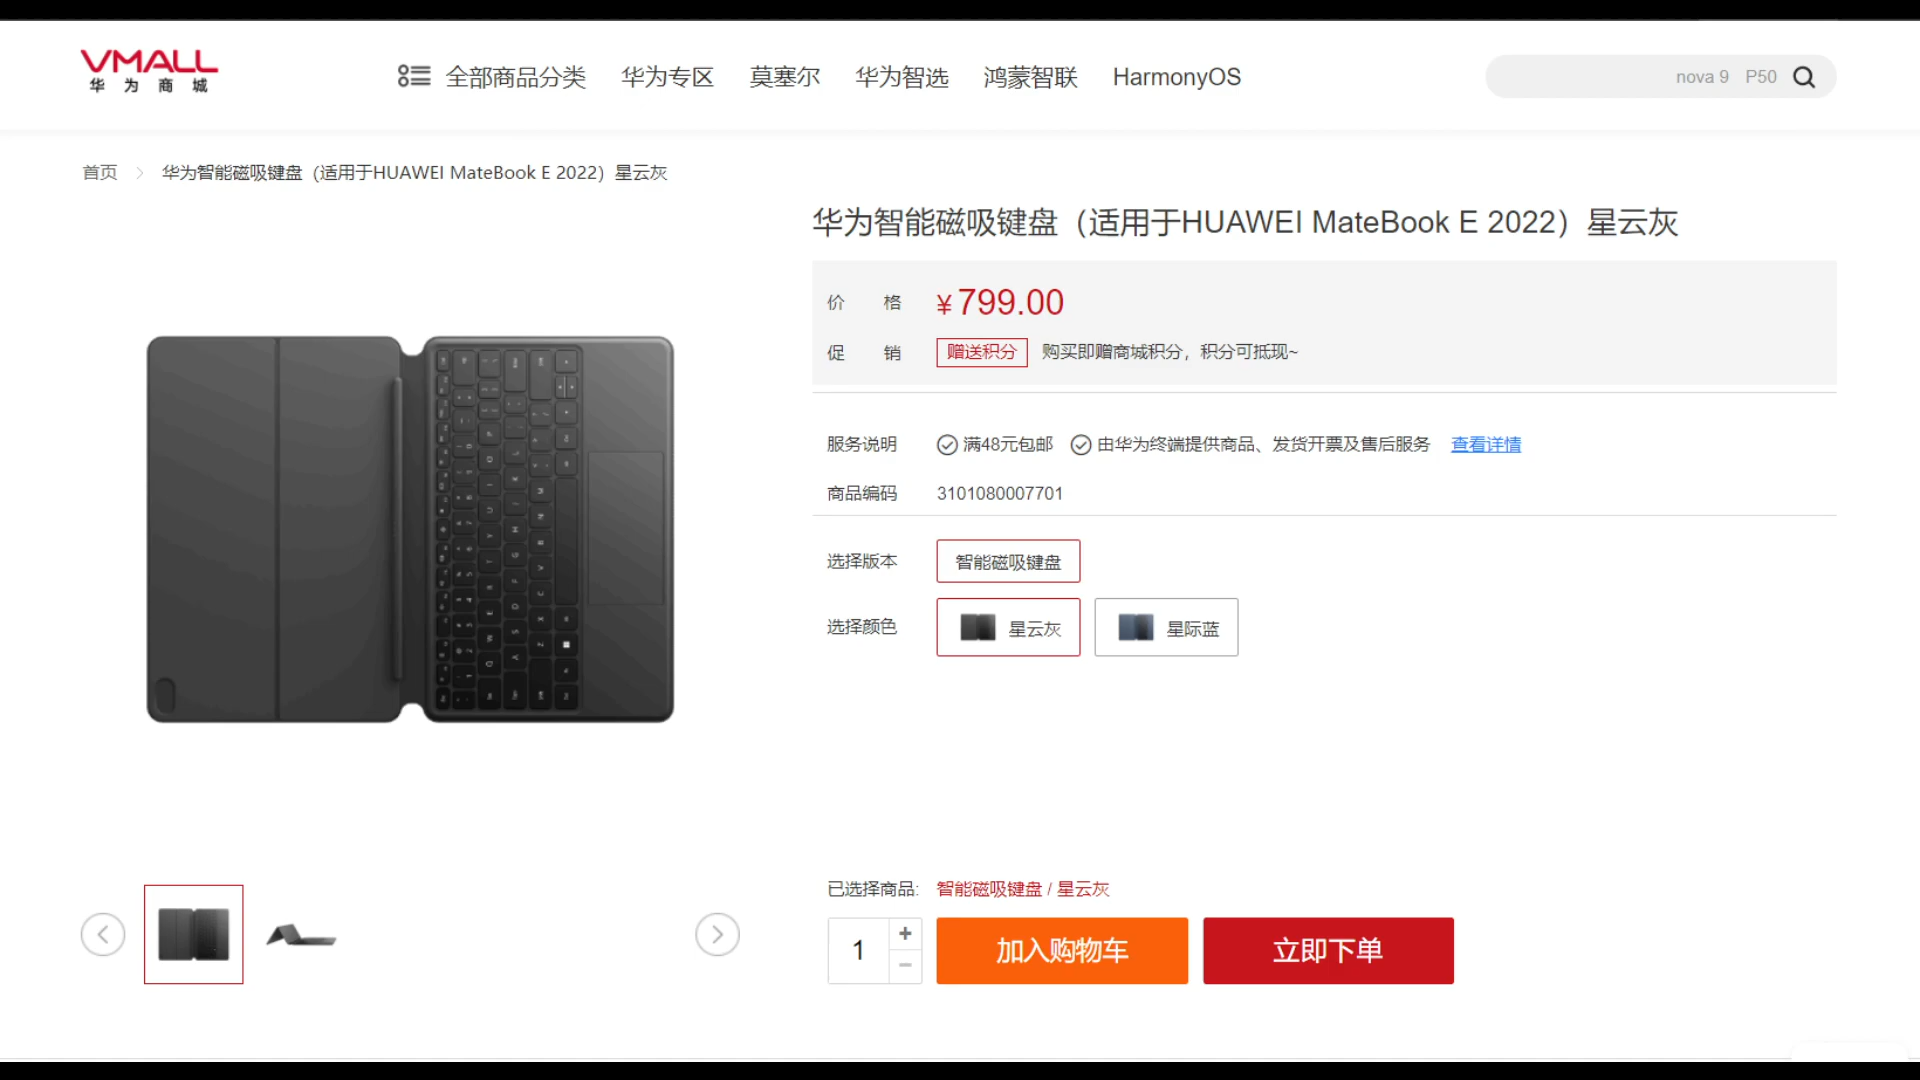 VMALL
华为商城
全部商品分类 华为专区 莫塞尔 华为智选 鸿蒙智联 HarmonyOS
nova 9 P50
首页 > 华为智能磁吸键盘（适用于HUAWEI MateBook E 2022）星云灰
华为智能磁吸键盘（适用于HUAWEI MateBook E 2022）星云灰
价 格 ¥799.00
促 销 赠送积分 购买即赠商城积分，积分可抵现~
服务说明 满48元包邮 由华为终端提供商品、发货开票及售后服务 查看详情
商品编码 3101080007701
选择版本 智能磁吸键盘
选择颜色 星云灰 星际蓝
已选择商品: 智能磁吸键盘 / 星云灰
1 + − 加入购物车 立即下单